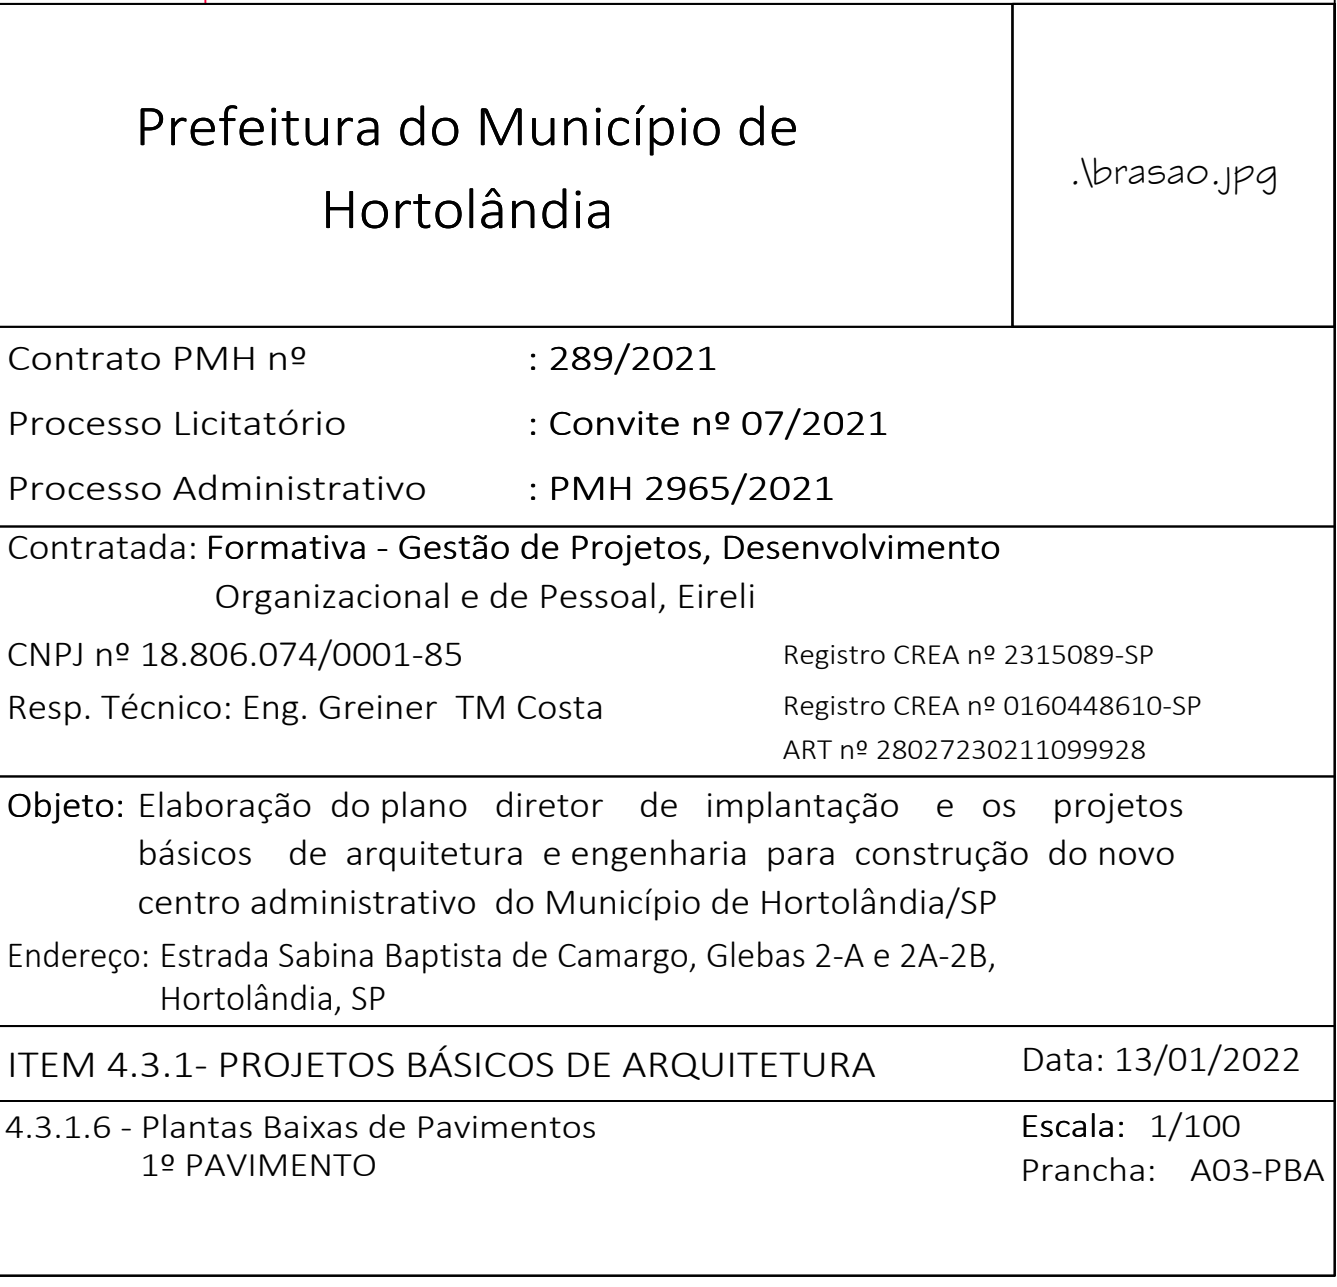 Prefeitura do Município de
Hortolândia
.\brasao.jpg
Contrato PMH nº : 289/2021
Processo Licitatório : Convite nº 07/2021
Processo Administrativo : PMH 2965/2021
Contratada: Formativa - Gestão de Projetos, Desenvolvimento
Organizacional e de Pessoal, Eireli
CNPJ nº 18.806.074/0001-85 Registro CREA nº 2315089-SP
Resp. Técnico: Eng. Greiner TM Costa Registro CREA nº 0160448610-SP
ART nº 28027230211099928
Objeto: Elaboração do plano diretor de implantação e os projetos
básicos de arquitetura e engenharia para construção do novo
centro administrativo do Município de Hortolândia/SP
Endereço: Estrada Sabina Baptista de Camargo, Glebas 2-A e 2A-2B,
Hortolândia, SP
ITEM 4.3.1- PROJETOS BÁSICOS DE ARQUITETURA Data: 13/01/2022
4.3.1.6 - Plantas Baixas de Pavimentos Escala: 1/100
1º PAVIMENTO Prancha: A03-PBA